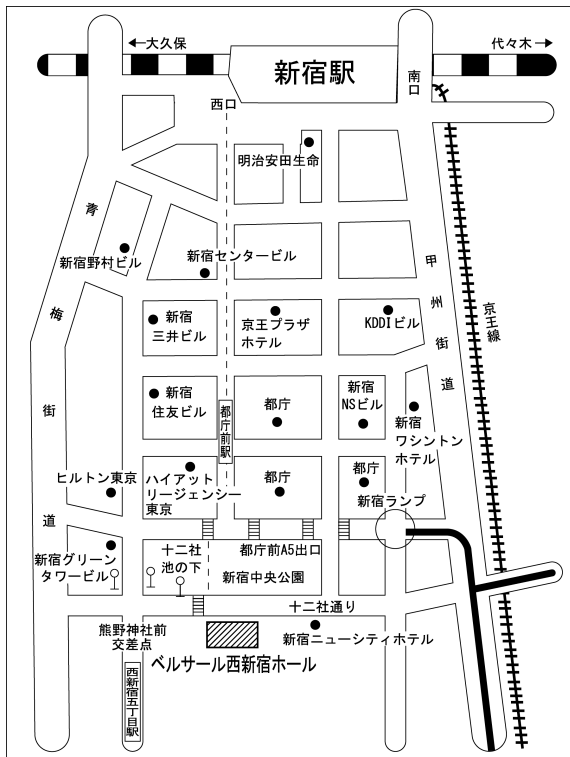 ←大久保
代々木→
新宿駅
南口
西口
明治安田生命
青梅街道
新宿野村ビル
新宿センタービル
甲州街道
京王線
新宿
三井ビル
京王プラザ
ホテル
KDDIビル
新宿
住友ビル
都庁前駅
都庁
新宿
NSビル
新宿
ワシントン
ホテル
ヒルトン東京
ハイアット
リージェンシー
東京
都庁
都庁
新宿ランプ
新宿グリーン
タワービル
十二社
池の下
都庁前A5出口
新宿中央公園
十二社通り
熊野神社前
交差点
新宿ニューシティホテル
ベルサール西新宿ホール
西新宿五丁目駅